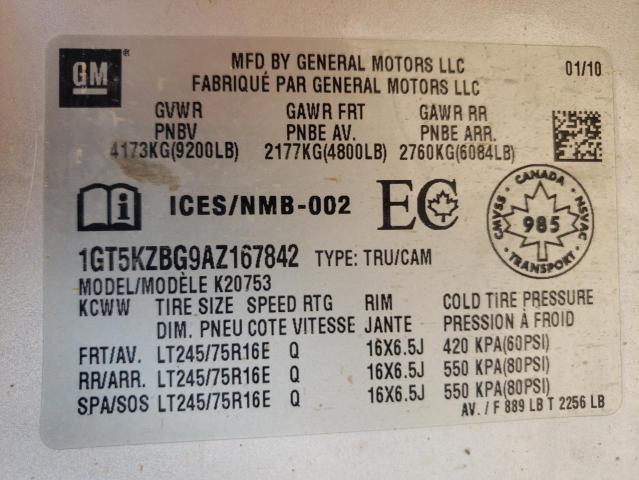 GM ®
MFD BY GENERAL MOTORS LLC 01/10
FABRIQUÉ PAR GENERAL MOTORS LLC
GVWR GAWR FRT GAWR RR
PNBV PNBE AV. PNBE ARR.
4173KG(9200LB) 2177KG(4800LB) 2760KG(6084LB)
i ICES/NMB-002 EC CMVSS · CANADA · NSVAC · TRANSPORT · 985
1GT5KZBG9AZ167842 TYPE: TRU/CAM
MODEL/MODÈLE K20753
KCWW TIRE SIZE SPEED RTG RIM COLD TIRE PRESSURE
DIM. PNEU COTE VITESSE JANTE PRESSION À FROID
FRT/AV. LT245/75R16E Q 16X6.5J 420 KPA(60PSI)
RR/ARR. LT245/75R16E Q 16X6.5J 550 KPA(80PSI)
SPA/SOS LT245/75R16E Q 16X6.5J 550 KPA(80PSI)
AV. / F 889 LB T 2256 LB